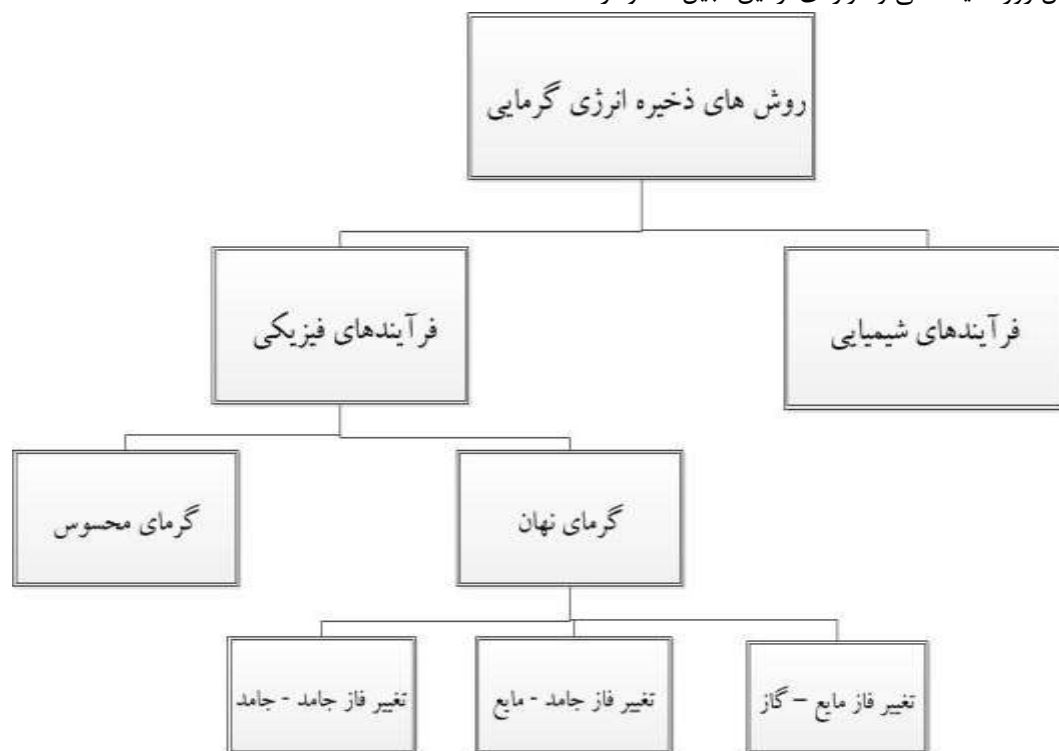 روش های ذخیره انرژی گرمایی
فرآیندهای شیمیایی
فرآیندهای فیزیکی
گرمای نهان
گرمای محسوس
تغییر فاز مایع – گاز
تغییر فاز جامد - مایع
تغییر فاز جامد - جامد